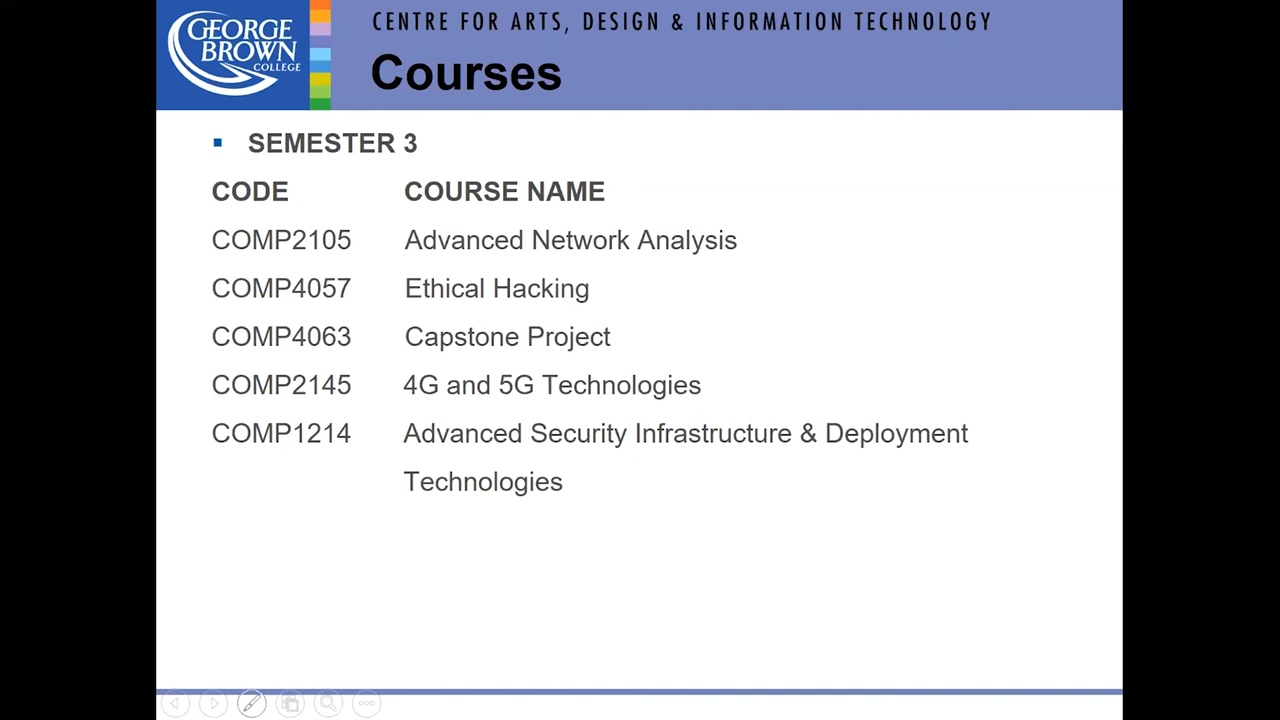 GEORGE
BROWN
COLLEGE
CENTRE FOR ARTS, DESIGN & INFORMATION TECHNOLOGY
Courses
SEMESTER 3
CODE COURSE NAME
COMP2105 Advanced Network Analysis
COMP4057 Ethical Hacking
COMP4063 Capstone Project
COMP2145 4G and 5G Technologies
COMP1214 Advanced Security Infrastructure & Deployment
Technologies